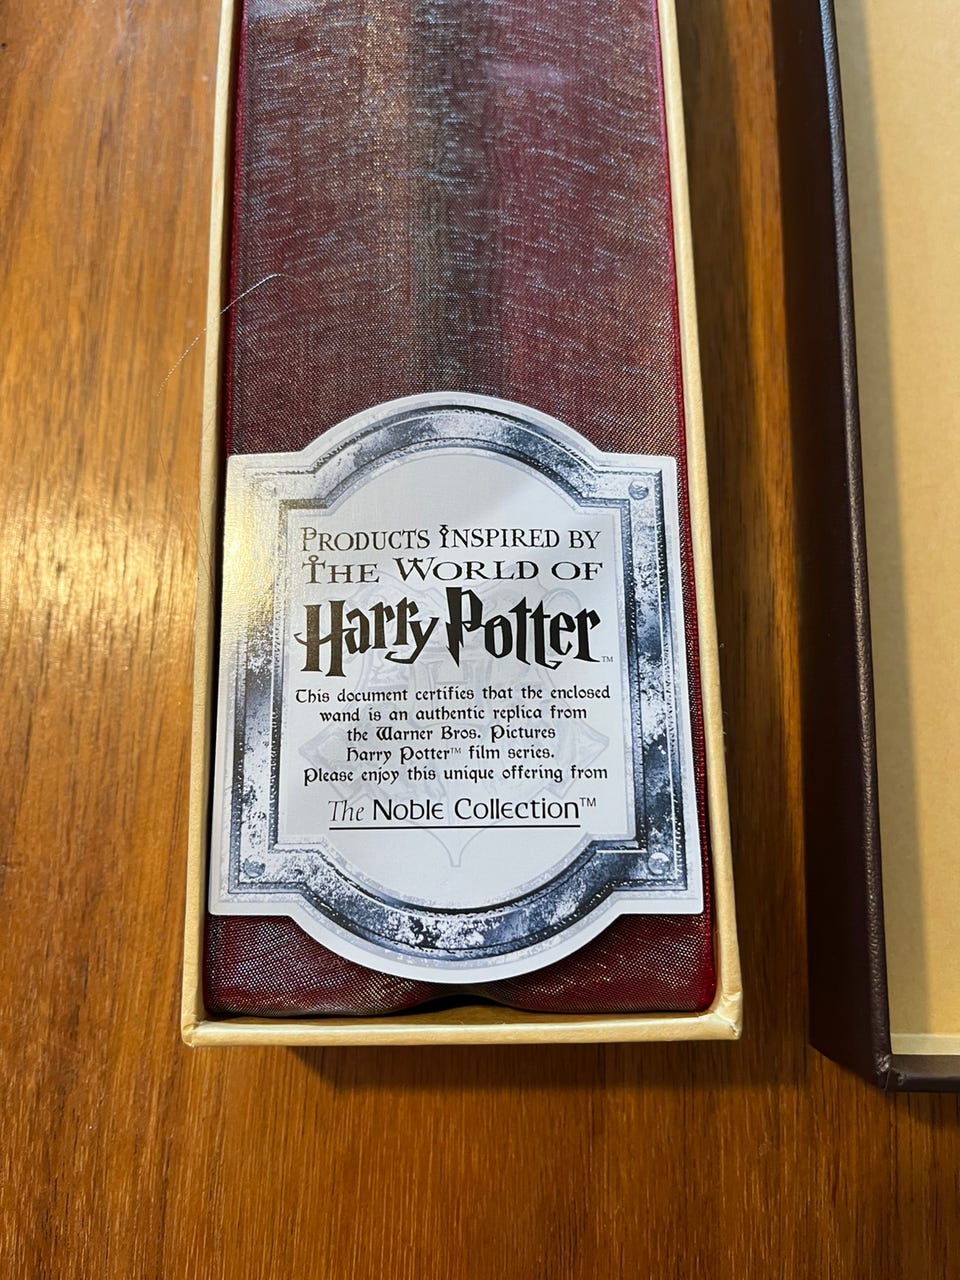 Products Inspired by
The World of
Harry Potter™
This document certifies that the enclosed
wand is an authentic replica from
the Warner Bros. Pictures
Harry Potter™ film series.
Please enjoy this unique offering from
The Noble Collection™